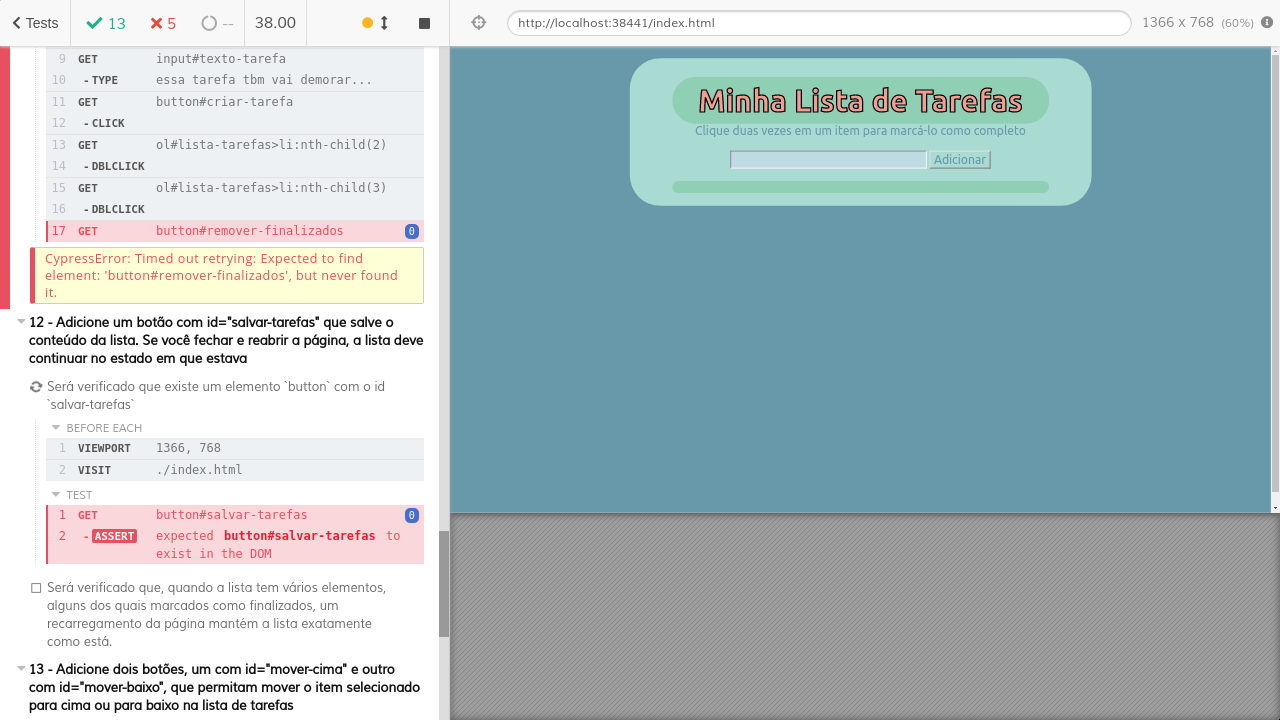 Tests 13 5 -- 38.00
http://localhost:38441/index.html 1366 x 768 (60%)
9 GET input#texto-tarefa
10 -TYPE essa tarefa tbm vai demorar...
11 GET button#criar-tarefa
12 -CLICK
13 GET ol#lista-tarefas>li:nth-child(2)
14 -DBLCLICK
15 GET ol#lista-tarefas>li:nth-child(3)
16 -DBLCLICK
17 GET button#remover-finalizados 0
CypressError: Timed out retrying: Expected to find
element: 'button#remover-finalizados', but never found
it.
12 - Adicione um botão com id="salvar-tarefas" que salve o
conteúdo da lista. Se você fechar e reabrir a página, a lista deve
continuar no estado em que estava
Será verificado que existe um elemento `button` com o id
`salvar-tarefas`
BEFORE EACH
1 VIEWPORT 1366, 768
2 VISIT ./index.html
TEST
1 GET button#salvar-tarefas 0
2 -ASSERT expected button#salvar-tarefas to
exist in the DOM
Será verificado que, quando a lista tem vários elementos,
alguns dos quais marcados como finalizados, um
recarregamento da página mantém a lista exatamente
como está.
13 - Adicione dois botões, um com id="mover-cima" e outro
com id="mover-baixo", que permitam mover o item selecionado
para cima ou para baixo na lista de tarefas
Minha Lista de Tarefas
Clique duas vezes em um item para marcá-lo como completo
Adicionar